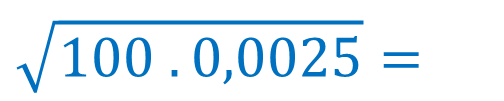 √100 . 0,0025 =